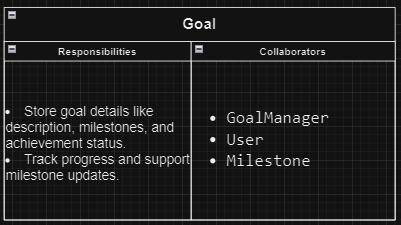 Goal
Responsibilities
Collaborators
• Store goal details like
description, milestones, and
achievement status.
• Track progress and support
milestone updates.
• GoalManager
• User
• Milestone